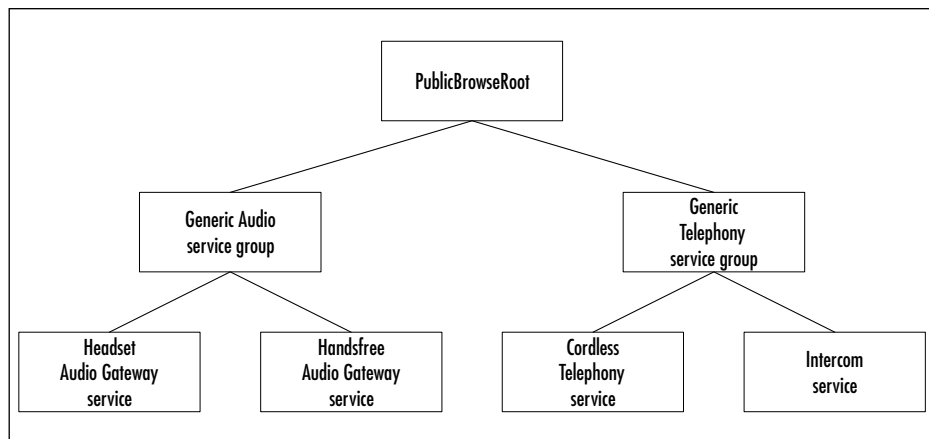 PublicBrowseRoot
Generic Audio
service group
Generic
Telephony
service group
Headset
Audio Gateway
service
Handsfree
Audio Gateway
service
Cordless
Telephony
service
Intercom
service